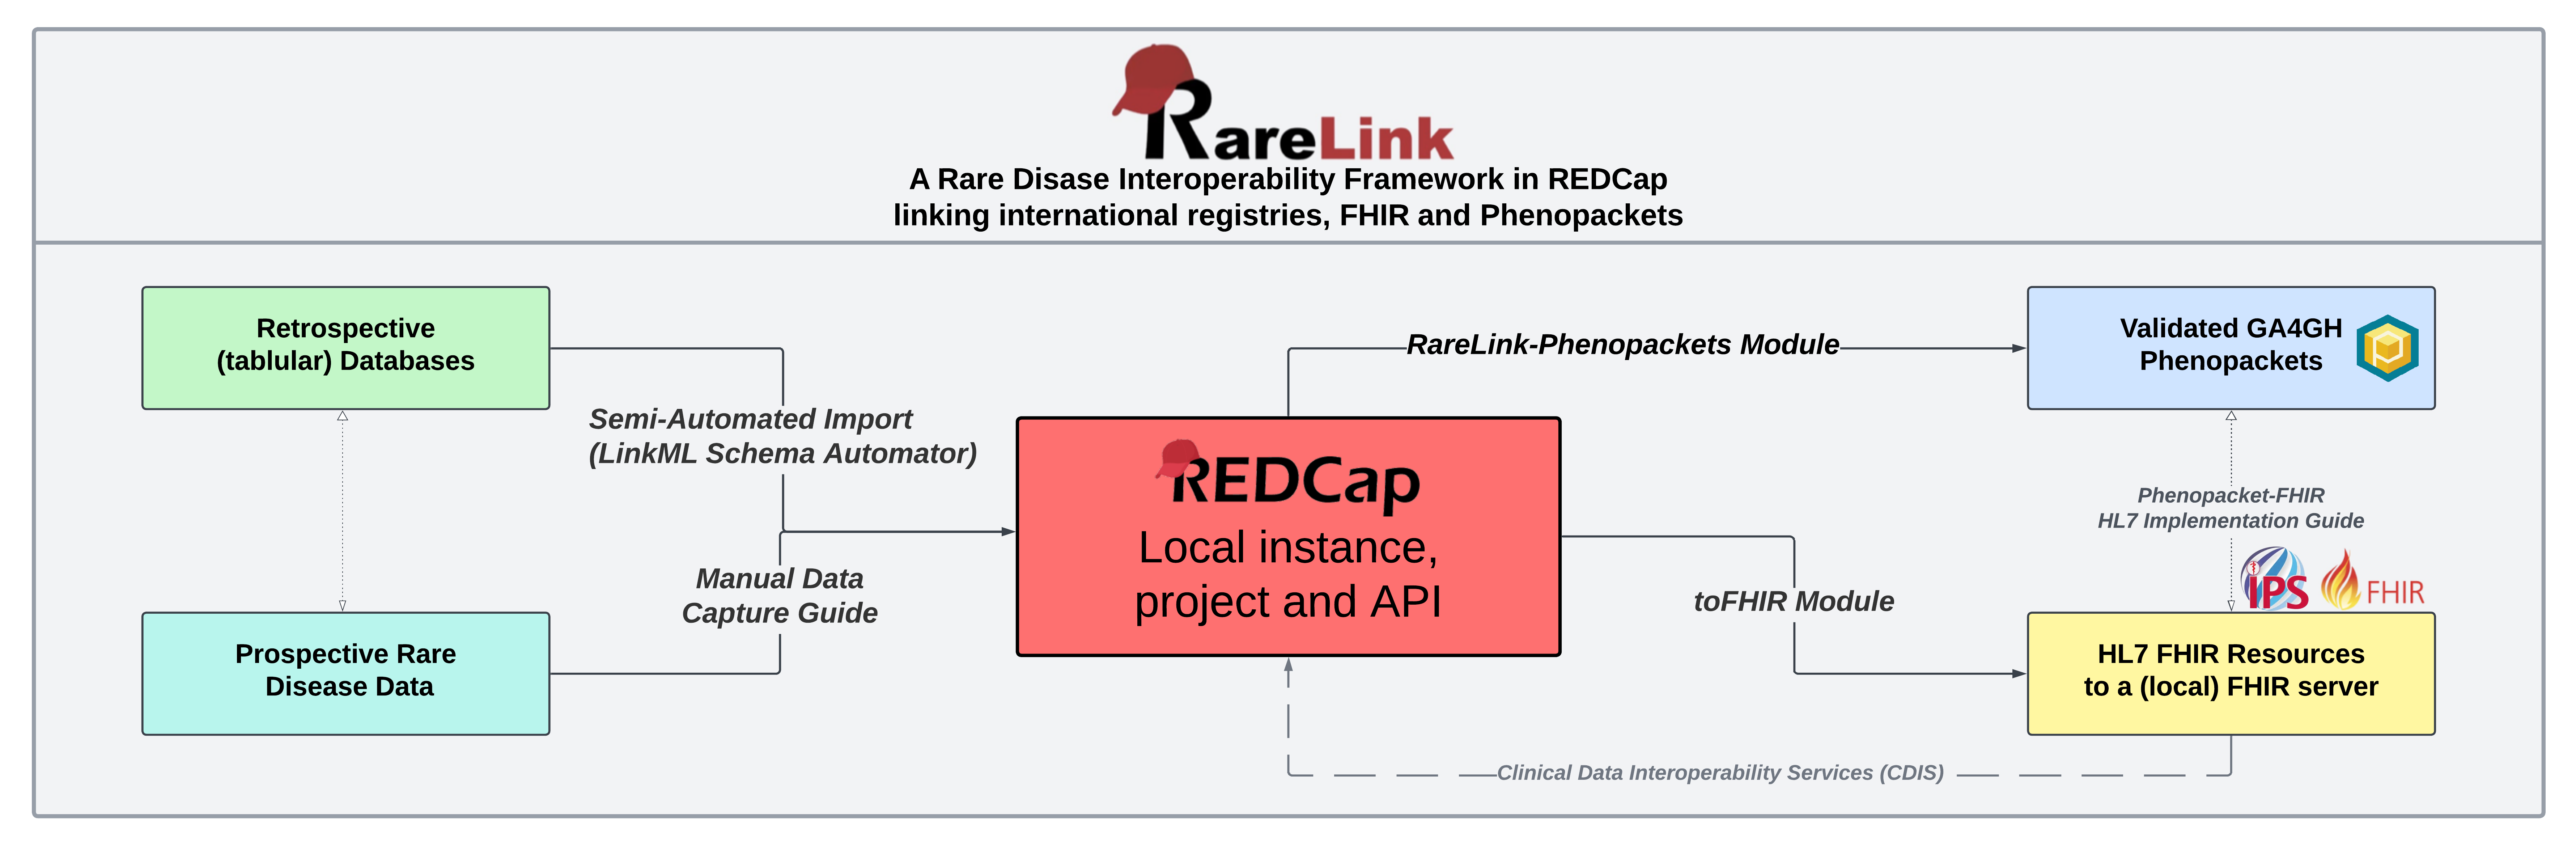 RareLink
A Rare Disase Interoperability Framework in REDCap
linking international registries, FHIR and Phenopackets
Retrospective
(tablular) Databases
Semi-Automated Import
(LinkML Schema Automator)
Manual Data
Capture Guide
Prospective Rare
Disease Data
REDCap
Local instance,
project and API
RareLink-Phenopackets Module
toFHIR Module
Validated GA4GH
Phenopackets
Phenopacket-FHIR
HL7 Implementation Guide
IPS
FHIR
HL7 FHIR Resources
to a (local) FHIR server
Clinical Data Interoperability Services (CDIS)